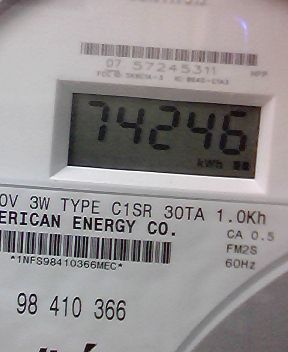 07 57245311
74246
kWh
0V 3W TYPE C1SR 30TA 1.0Kh
ERICAN ENERGY CO.
CA 0.5
FM2S
60Hz
*1NFS98410366MEC*
98 410 366